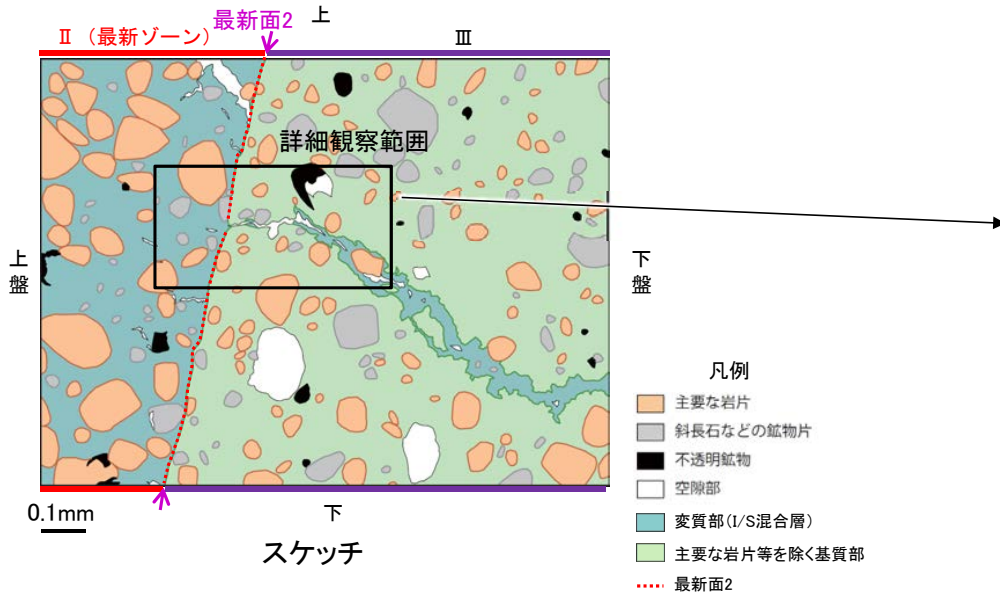 最新面2
上
Ⅱ (最新ゾーン)
Ⅲ
詳細観察範囲
上盤
下盤
凡例
主要な岩片
斜長石などの鉱物片
不透明鉱物
空隙部
変質部(I/S混合層)
主要な岩片等を除く基質部
最新面2
0.1mm
下
スケッチ